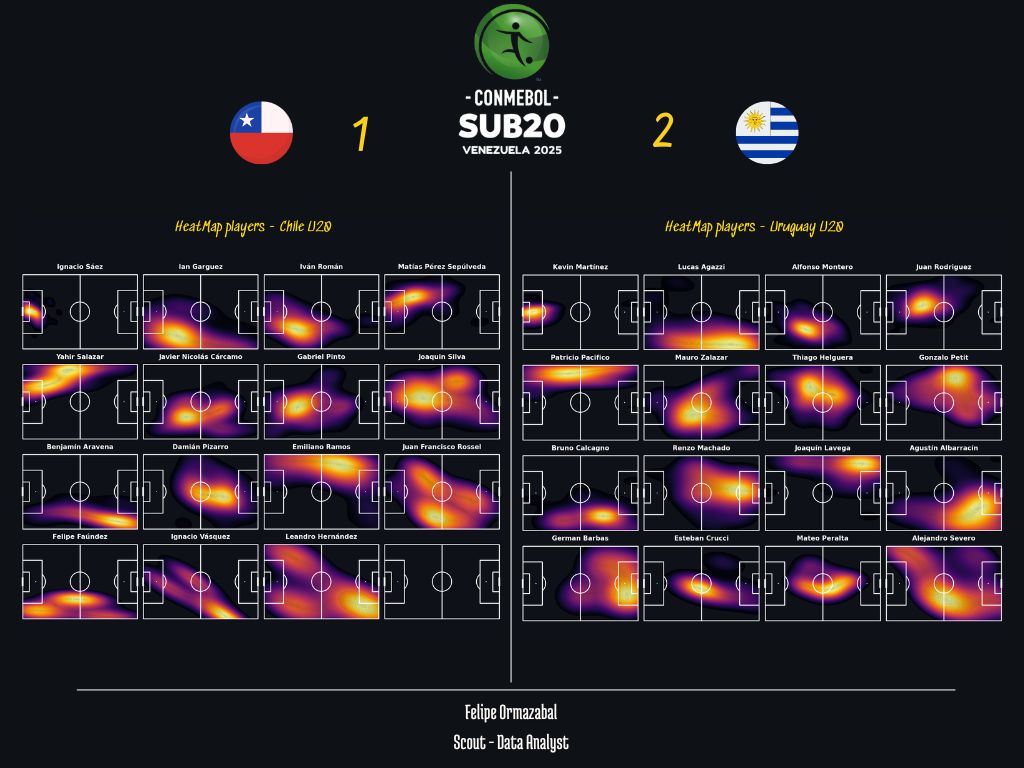 - CONMEBOL -
SUB20
VENEZUELA 2025
1
2
HeatMap players - Chile U20
HeatMap players - Uruguay U20
Ignacio Sáez
Ian Garguez
Iván Román
Matías Pérez Sepúlveda
Yahir Salazar
Javier Nicolás Cárcamo
Gabriel Pinto
Joaquin Silva
Benjamín Aravena
Damián Pizarro
Emiliano Ramos
Juan Francisco Rossel
Felipe Faúndez
Ignacio Vásquez
Leandro Hernández
Kevin Martínez
Lucas Agazzi
Alfonso Montero
Juan Rodríguez
Patricio Pacifico
Mauro Zalazar
Thiago Helguera
Gonzalo Petit
Bruno Calcagno
Renzo Machado
Joaquín Lavega
Agustín Albarracín
German Barbas
Esteban Crucci
Mateo Peralta
Alejandro Severo
Felipe Ormazabal
Scout - Data Analyst